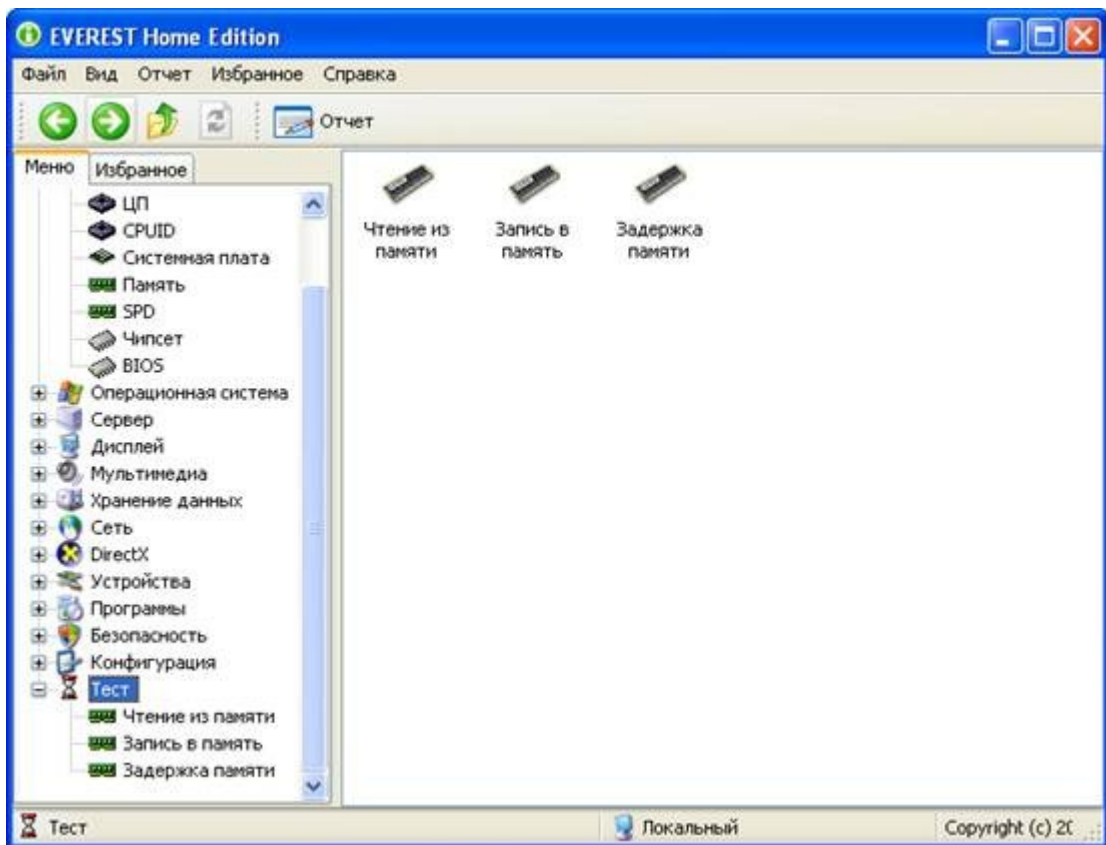 EVEREST Home Edition
Файл Вид Отчет Избранное Справка
Отчет
Меню Избранное
ЦП
CPUID
Системная плата
Память
SPD
Чипсет
BIOS
Операционная система
Сервер
Дисплей
Мультимедиа
Хранение данных
Сеть
DirectX
Устройства
Программы
Безопасность
Конфигурация
Тест
Чтение из памяти
Запись в память
Задержка памяти
Чтение из
памяти
Запись в
память
Задержка
памяти
Тест
Локальный
Copyright (c) 20